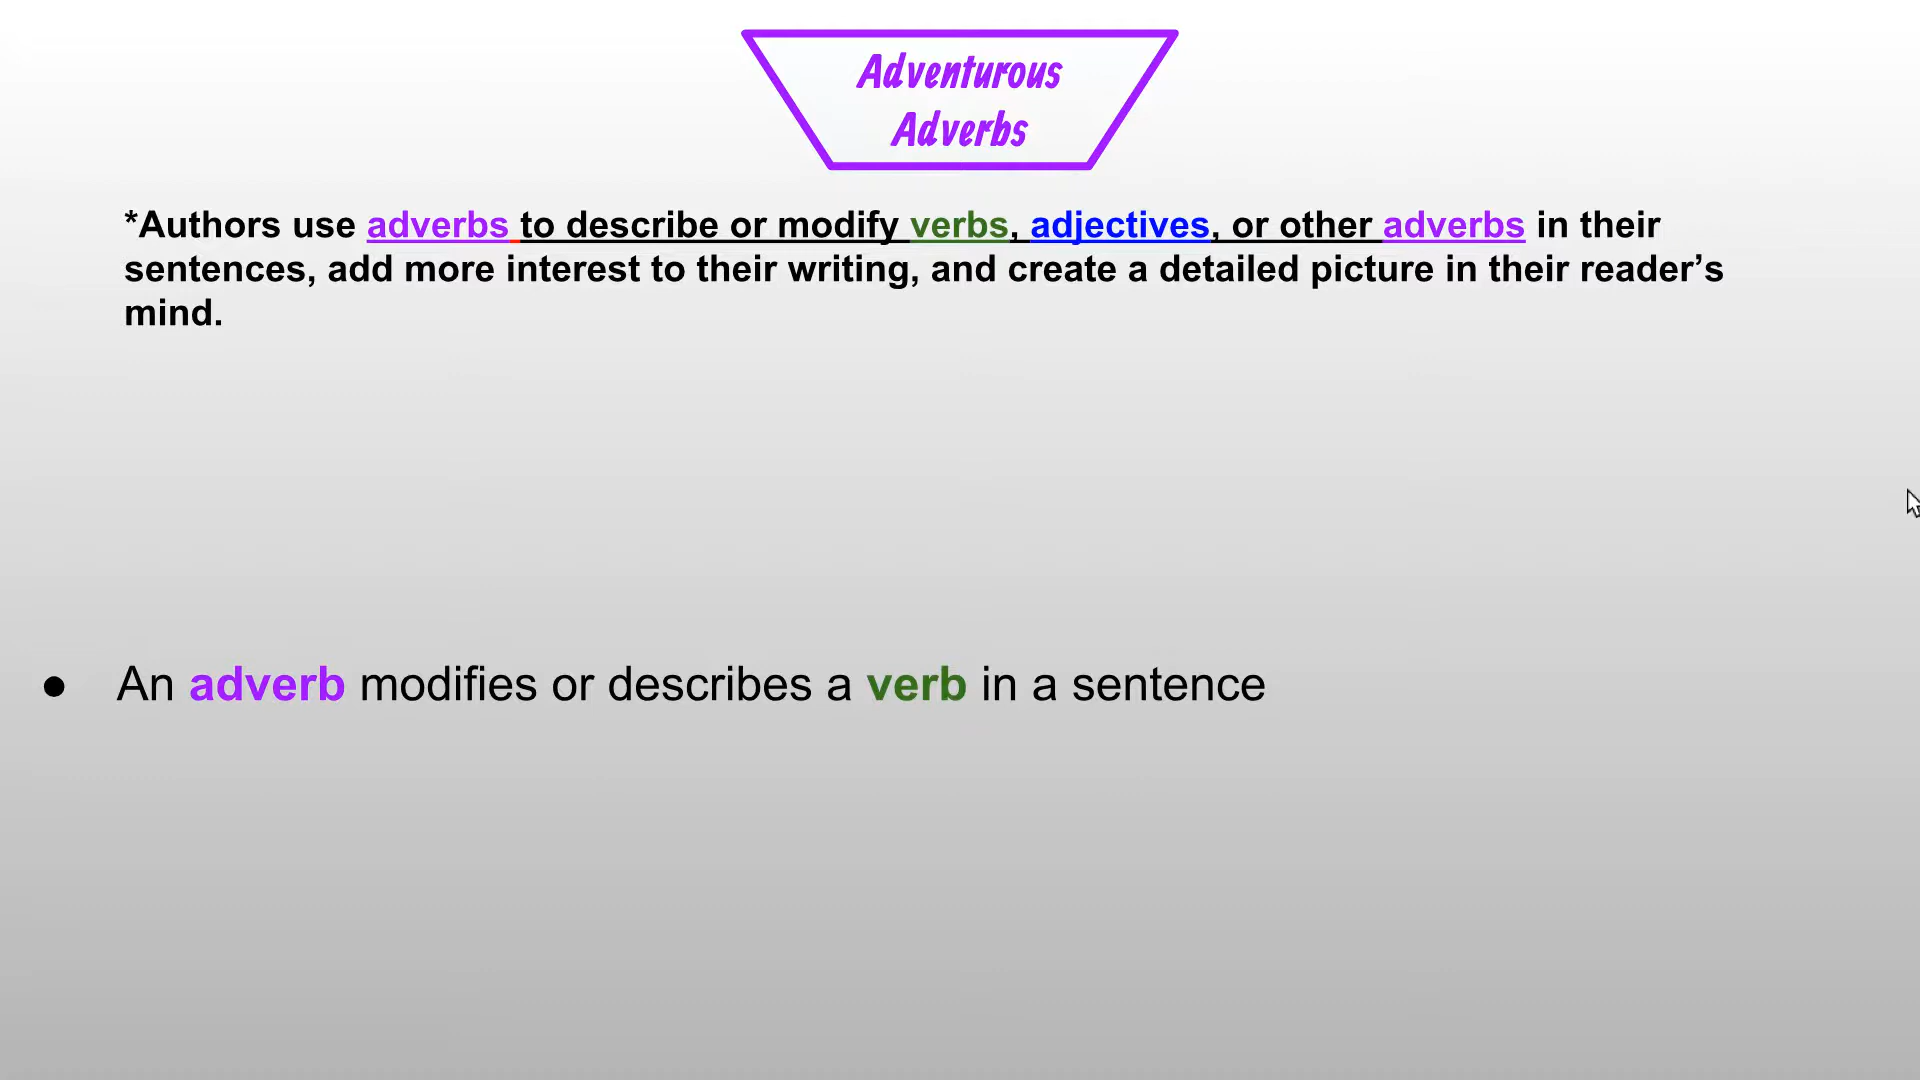 Adventurous
Adverbs
*Authors use adverbs to describe or modify verbs, adjectives, or other adverbs in their
sentences, add more interest to their writing, and create a detailed picture in their reader’s
mind.
● An adverb modifies or describes a verb in a sentence